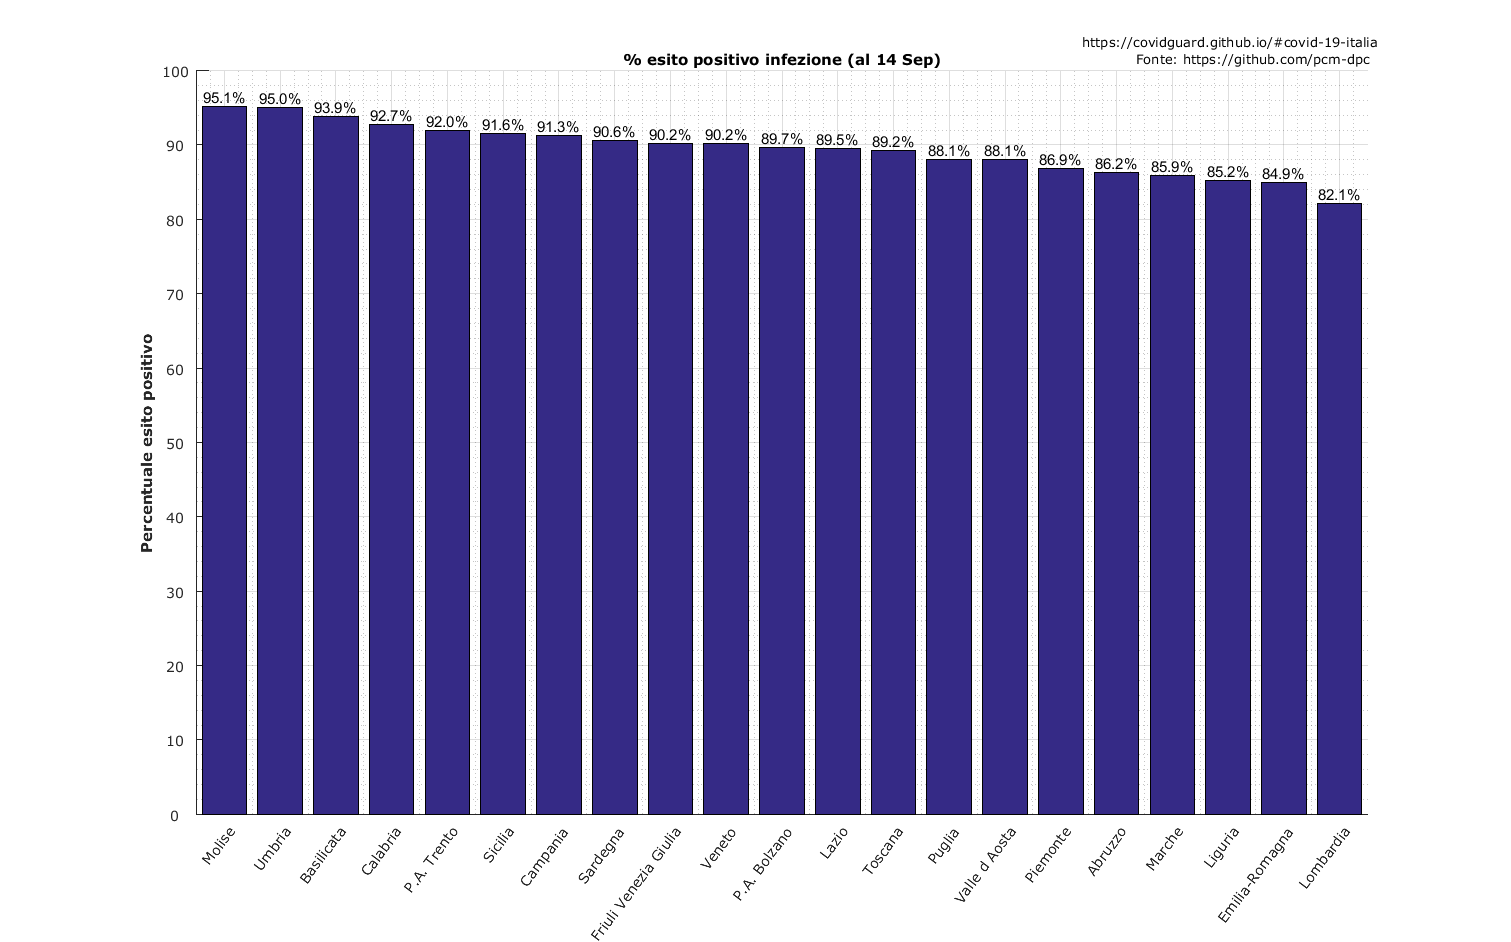 https://covidguard.github.io/#covid-19-italia
Fonte: https://github.com/pcm-dpc
% esito positivo infezione (al 14 Sep)
Percentuale esito positivo
100
90
80
70
60
50
40
30
20
10
0
95.1%
95.0%
93.9%
92.7%
92.0%
91.6%
91.3%
90.6%
90.2%
90.2%
89.7%
89.5%
89.2%
88.1%
88.1%
86.9%
86.2%
85.9%
85.2%
84.9%
82.1%
Molise
Umbria
Basilicata
Calabria
P.A. Trento
Sicilia
Campania
Sardegna
Friuli Venezia Giulia
Veneto
P.A. Bolzano
Lazio
Toscana
Puglia
Valle d Aosta
Piemonte
Abruzzo
Marche
Liguria
Emilia-Romagna
Lombardia